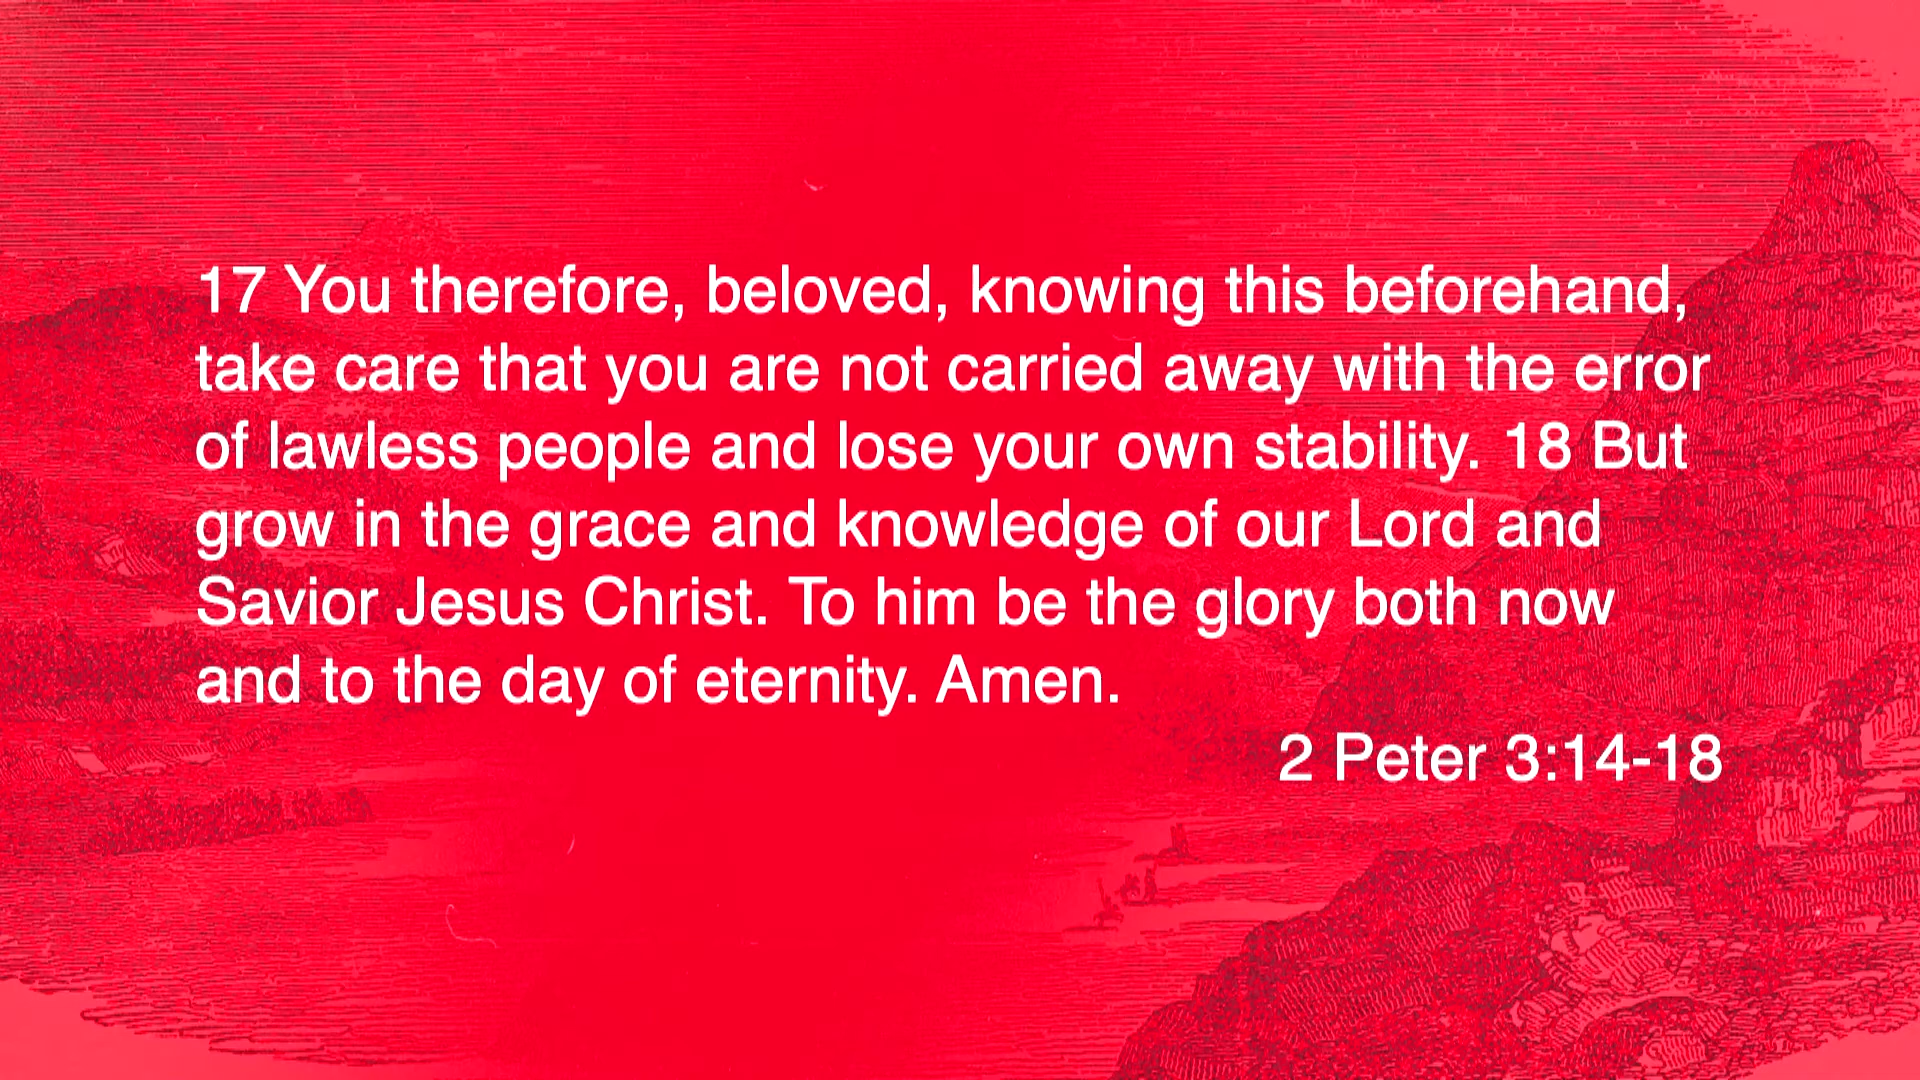 17 You therefore, beloved, knowing this beforehand,
take care that you are not carried away with the error
of lawless people and lose your own stability. 18 But
grow in the grace and knowledge of our Lord and
Savior Jesus Christ. To him be the glory both now
and to the day of eternity. Amen.
2 Peter 3:14-18